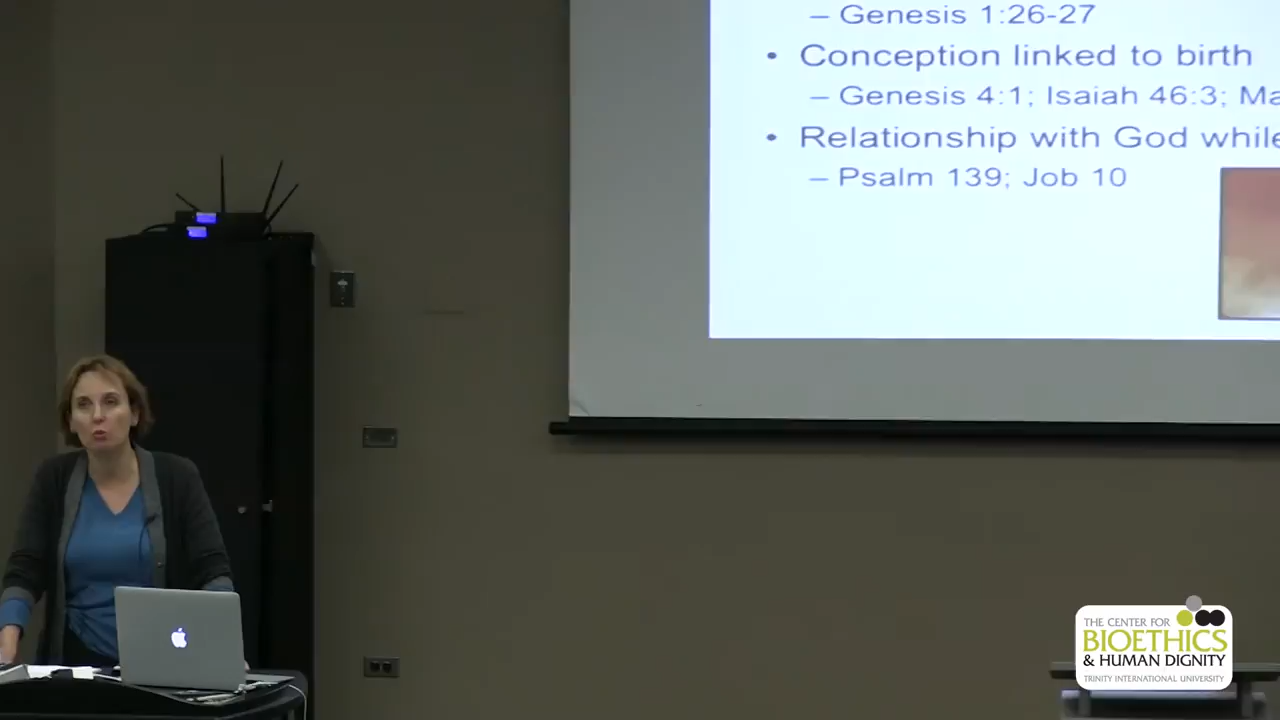 – Genesis 1:26-27
• Conception linked to birth
– Genesis 4:1; Isaiah 46:3; Ma
• Relationship with God while
– Psalm 139; Job 10
THE CENTER FOR
BIOETHICS
& HUMAN DIGNITY
TRINITY INTERNATIONAL UNIVERSITY